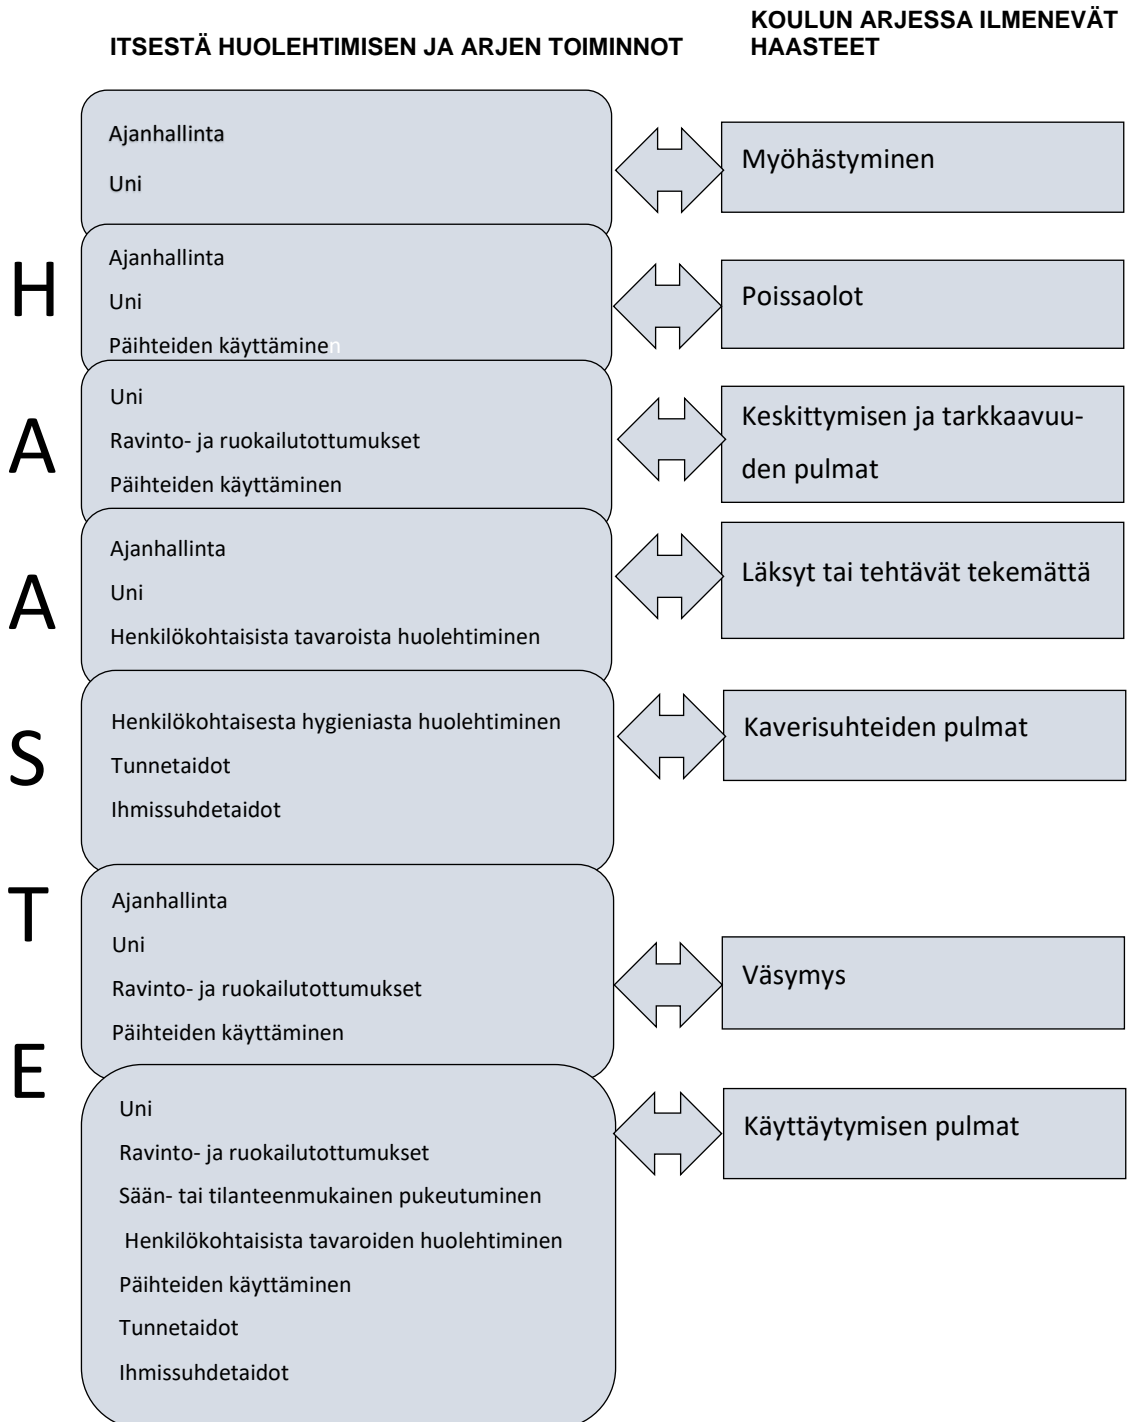 ITSESTÄ HUOLEHTIMISEN JA ARJEN TOIMINNOT
KOULUN ARJESSA ILMENEVÄT
HAASTEET
Ajanhallinta
Uni
Myöhästyminen
H
Ajanhallinta
Uni
Päihteiden käyttäminen
Poissaolot
A
Uni
Ravinto- ja ruokailutottumukset
Päihteiden käyttäminen
Keskittymisen ja tarkkaavuu-
den pulmat
A
Ajanhallinta
Uni
Henkilökohtaisista tavaroista huolehtiminen
Läksyt tai tehtävät tekemättä
S
Henkilökohtaisesta hygieniasta huolehtiminen
Tunnetaidot
Ihmissuhdetaidot
Kaverisuhteiden pulmat
T
Ajanhallinta
Uni
Ravinto- ja ruokailutottumukset
Päihteiden käyttäminen
Väsymys
E
Uni
Ravinto- ja ruokailutottumukset
Sään- tai tilanteenmukainen pukeutuminen
Henkilökohtaisista tavaroiden huolehtiminen
Päihteiden käyttäminen
Tunnetaidot
Ihmissuhdetaidot
Käyttäytymisen pulmat